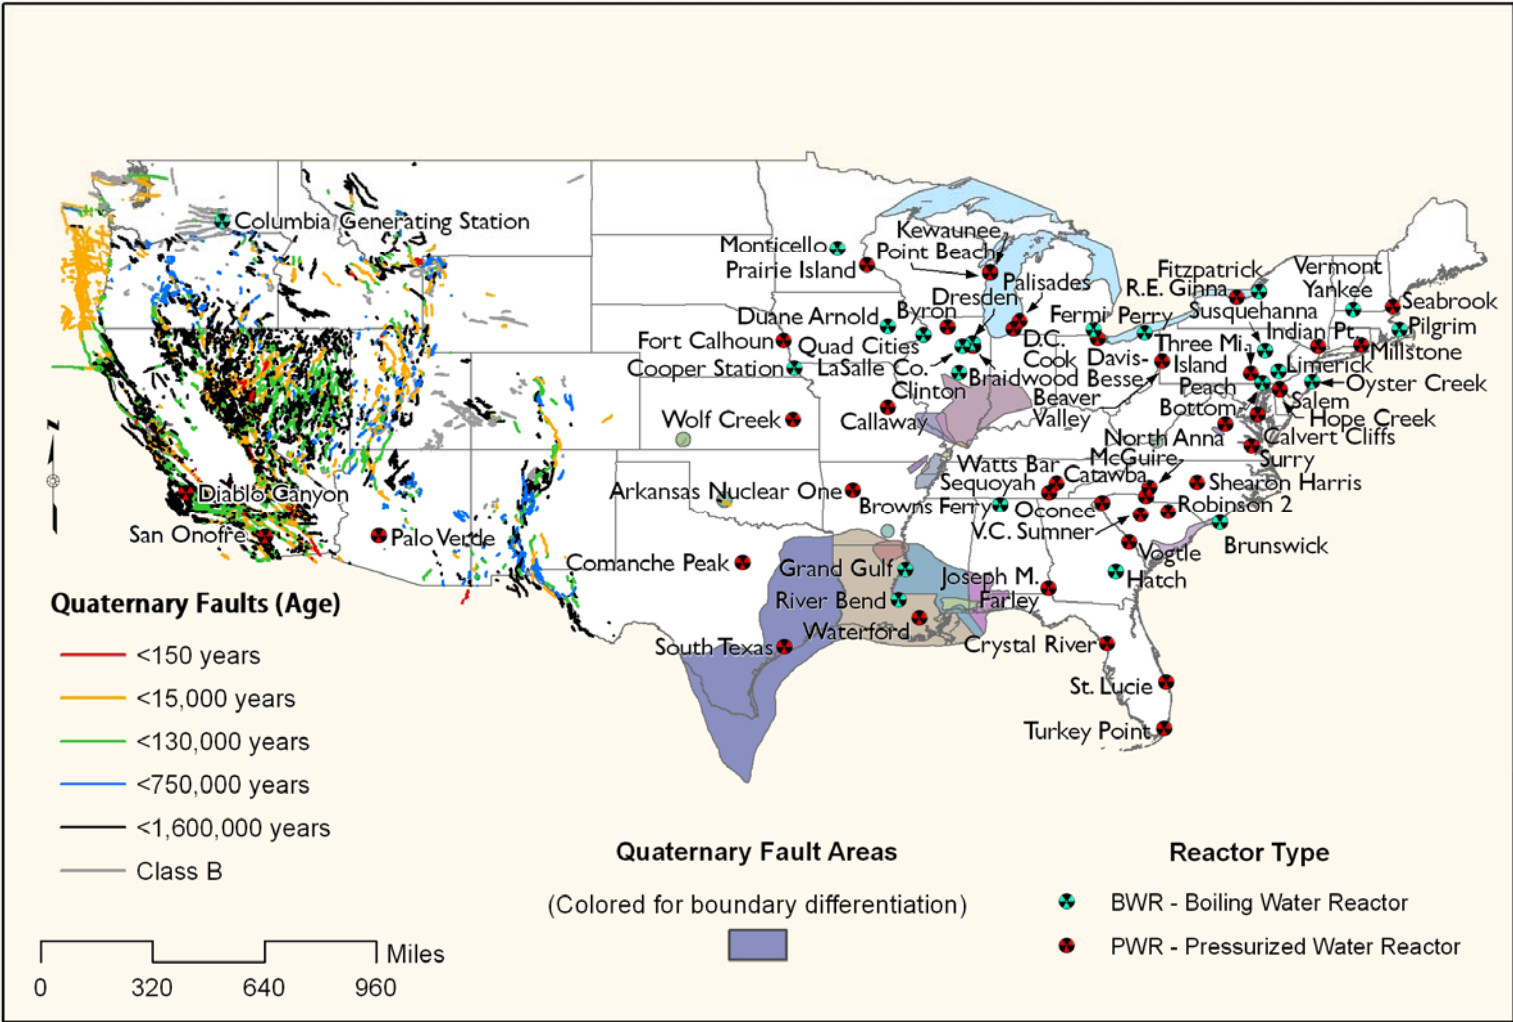 Columbia Generating Station
Monticello
Prairie Island
Kewaunee
Point Beach
Palisades
Fitzpatrick
R.E. Ginna
Vermont
Yankee
Seabrook
Duane Arnold
Byron
Dresden
Fermi
Perry
Susquehanna
Indian Pt.
Pilgrim
Fort Calhoun
Quad Cities
D.C.
Cook
Davis-
Besse
Three Mi.
Island
Millstone
Cooper Station
LaSalle Co.
Braidwood
Limerick
Oyster Creek
Clinton
Beaver
Valley
Peach
Bottom
Salem
Hope Creek
Wolf Creek
Callaway
North Anna
Calvert Cliffs
Surry
N
Diablo Canyon
San Onofre
Palo Verde
Arkansas Nuclear One
Watts Bar
Sequoyah
McGuire
Catawba
Shearon Harris
Browns Ferry
Oconee
Robinson 2
V.C. Sumner
Brunswick
Comanche Peak
Grand Gulf
Vogtle
Hatch
River Bend
Joseph M.
Farley
Waterford
South Texas
Crystal River
St. Lucie
Turkey Point
Quaternary Faults (Age)
<150 years
<15,000 years
<130,000 years
<750,000 years
<1,600,000 years
Class B
Miles
0 320 640 960
Quaternary Fault Areas
(Colored for boundary differentiation)
Reactor Type
BWR - Boiling Water Reactor
PWR - Pressurized Water Reactor